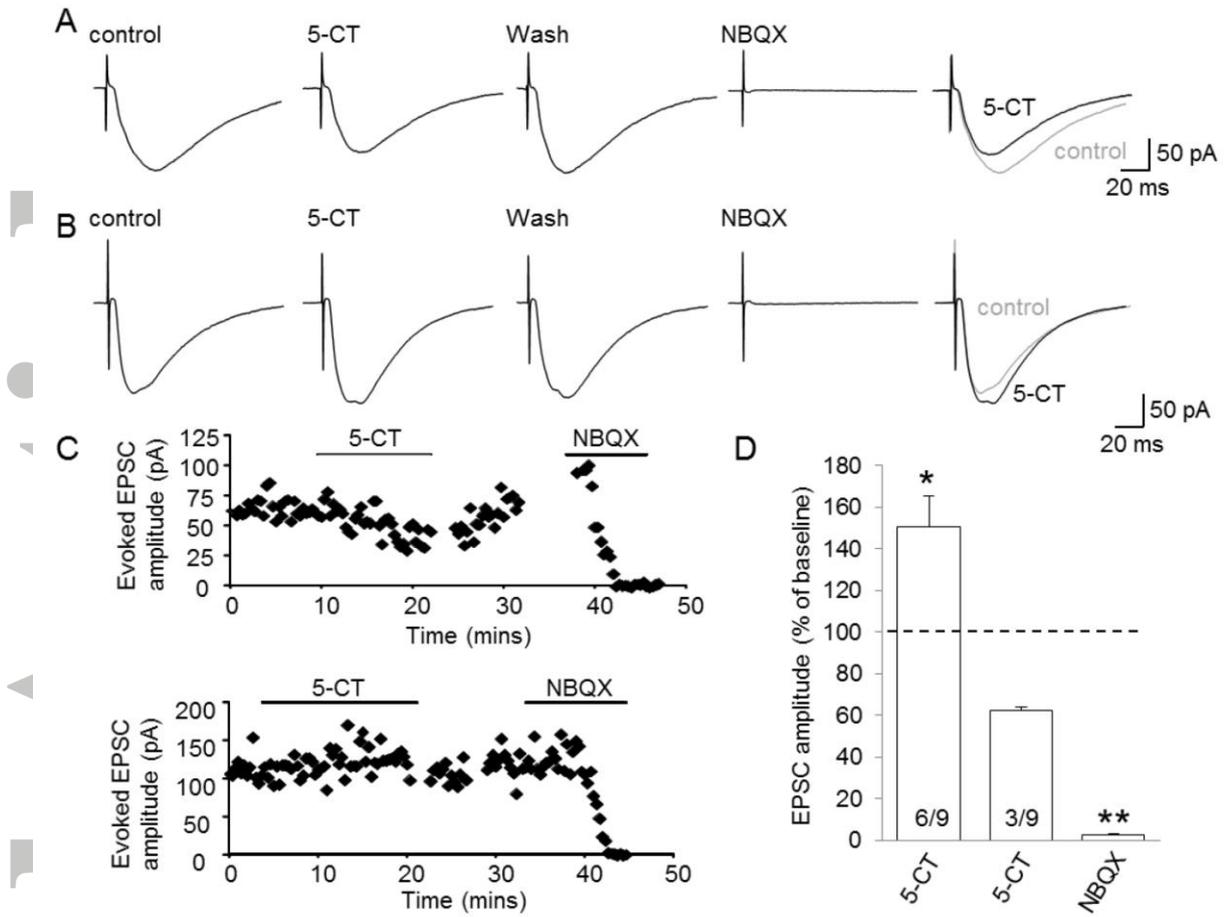 A
control 5-CT Wash NBQX
5-CT
control
50 pA
20 ms
B
control 5-CT Wash NBQX
control
5-CT
50 pA
20 ms
C
Evoked EPSC
amplitude (pA)
125
100
75
50
25
0
5-CT NBQX
0 10 20 30 40 50
Time (mins)
Evoked EPSC
amplitude (pA)
200
150
100
50
0
5-CT NBQX
0 10 20 30 40 50
Time (mins)
D
EPSC amplitude (% of baseline)
180
160
140
120
100
80
60
40
20
0
*
**
6/9 3/9
5-CT 5-CT NBQX